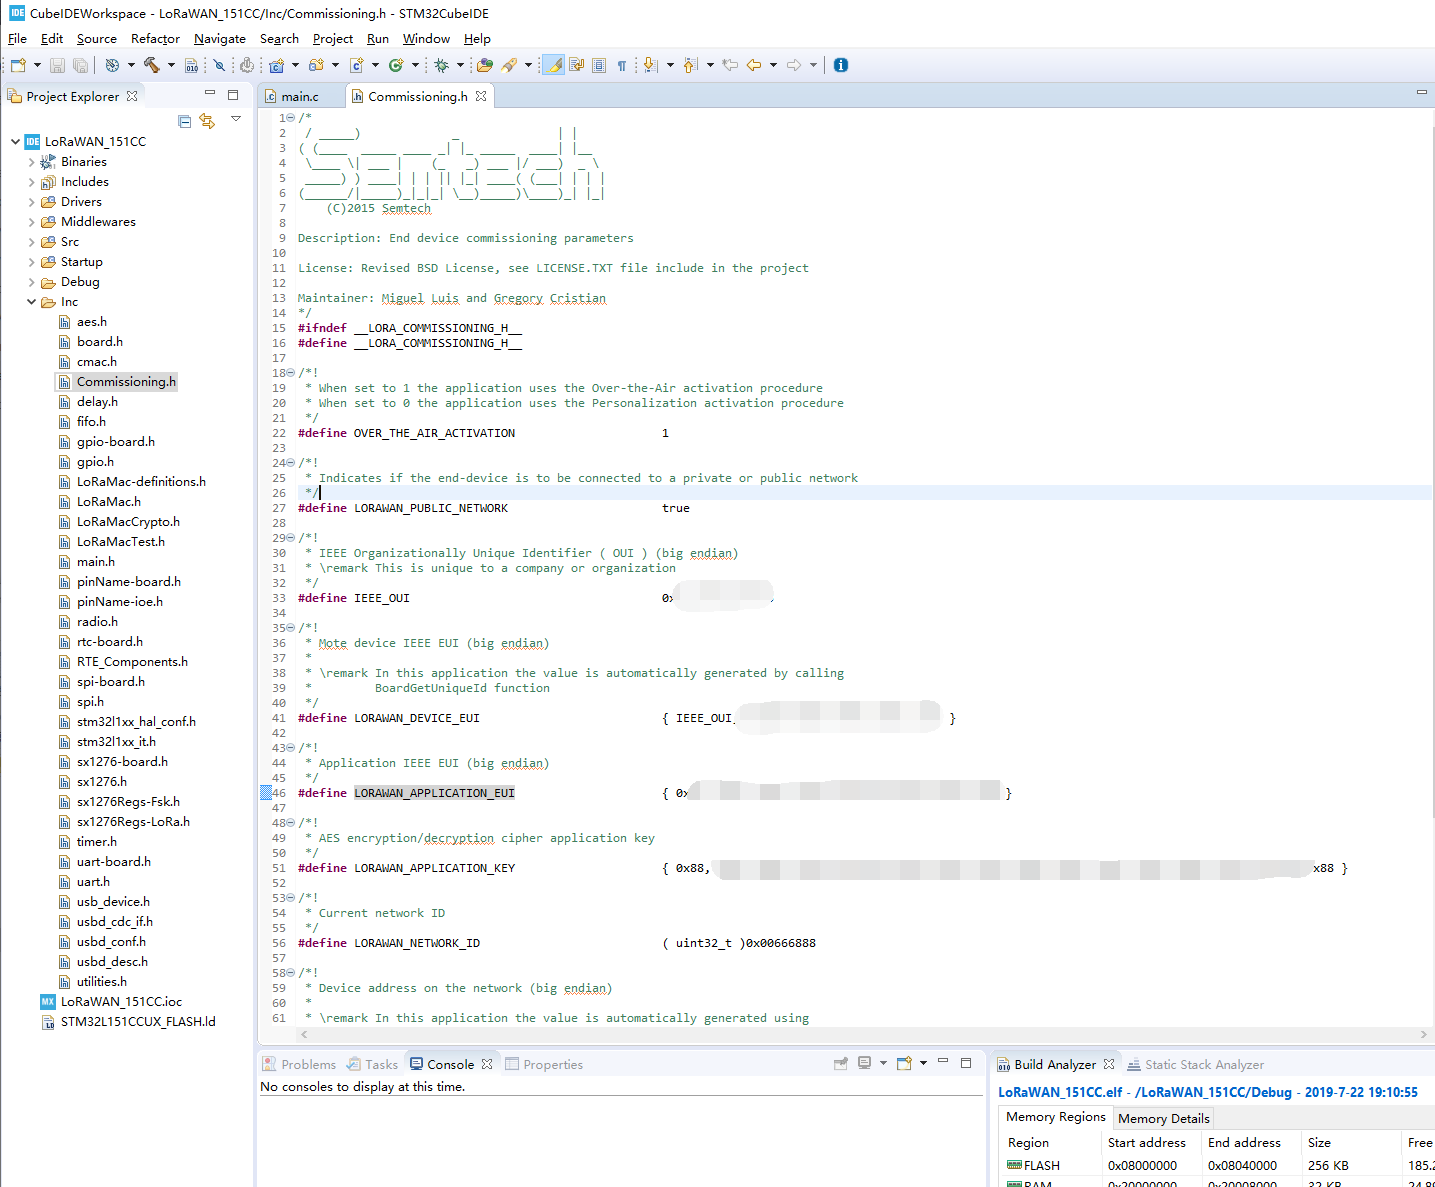 IDE CubeIDEWorkspace - LoRaWAN_151CC/Inc/Commissioning.h - STM32CubeIDE
File Edit Source Refactor Navigate Search Project Run Window Help
Project Explorer
IDE LoRaWAN_151CC
Binaries
Includes
Drivers
Middlewares
Src
Startup
Debug
Inc
aes.h
board.h
cmac.h
Commissioning.h
delay.h
fifo.h
gpio-board.h
gpio.h
LoRaMac-definitions.h
LoRaMac.h
LoRaMacCrypto.h
LoRaMacTest.h
main.h
pinName-board.h
pinName-ioe.h
radio.h
rtc-board.h
RTE_Components.h
spi-board.h
spi.h
stm32l1xx_hal_conf.h
stm32l1xx_it.h
sx1276-board.h
sx1276.h
sx1276Regs-Fsk.h
sx1276Regs-LoRa.h
timer.h
uart-board.h
uart.h
usb_device.h
usbd_cdc_if.h
usbd_conf.h
usbd_desc.h
utilities.h
MX LoRaWAN_151CC.ioc
STM32L151CCUX_FLASH.ld
main.c Commissioning.h
1 /*
2  / _____)             _              | |
3 ( (____  _____ ____ _| |_ _____  ____| |__
4  \____ \| ___ |    (_   _) ___ |/ ___)  _ \
5  _____) ) ____| | | || |_| ____( (___| | | |
6 (______/|_____)_|_|_| \__)_____)\____)_| |_|
7     (C)2015 Semtech
8
9 Description: End device commissioning parameters
10
11 License: Revised BSD License, see LICENSE.TXT file include in the project
12
13 Maintainer: Miguel Luis and Gregory Cristian
14 */
15 #ifndef __LORA_COMMISSIONING_H__
16 #define __LORA_COMMISSIONING_H__
17
18 /*!
19  * When set to 1 the application uses the Over-the-Air activation procedure
20  * When set to 0 the application uses the Personalization activation procedure
21  */
22 #define OVER_THE_AIR_ACTIVATION                     1
23
24 /*!
25  * Indicates if the end-device is to be connected to a private or public network
26  */
27 #define LORAWAN_PUBLIC_NETWORK                      true
28
29 /*!
30  * IEEE Organizationally Unique Identifier ( OUI ) (big endian)
31  * \remark This is unique to a company or organization
32  */
33 #define IEEE_OUI                                    0x
34
35 /*!
36  * Mote device IEEE EUI (big endian)
37  *
38  * \remark In this application the value is automatically generated by calling
39  *         BoardGetUniqueId function
40  */
41 #define LORAWAN_DEVICE_EUI                          { IEEE_OUI, }
42
43 /*!
44  * Application IEEE EUI (big endian)
45  */
46 #define LORAWAN_APPLICATION_EUI                     { 0x }
47
48 /*!
49  * AES encryption/decryption cipher application key
50  */
51 #define LORAWAN_APPLICATION_KEY                     { 0x88, x88 }
52
53 /*!
54  * Current network ID
55  */
56 #define LORAWAN_NETWORK_ID                          ( uint32_t )0x00666888
57
58 /*!
59  * Device address on the network (big endian)
60  *
61  * \remark In this application the value is automatically generated using
Problems Tasks Console Properties
No consoles to display at this time.
Build Analyzer Static Stack Analyzer
LoRaWAN_151CC.elf - /LoRaWAN_151CC/Debug - 2019-7-22 19:10:55
Memory Regions Memory Details
Region Start address End address Size Free
FLASH 0x08000000 0x08040000 256 KB 185.2
RAM 0x20000000 0x20008000 32 KB